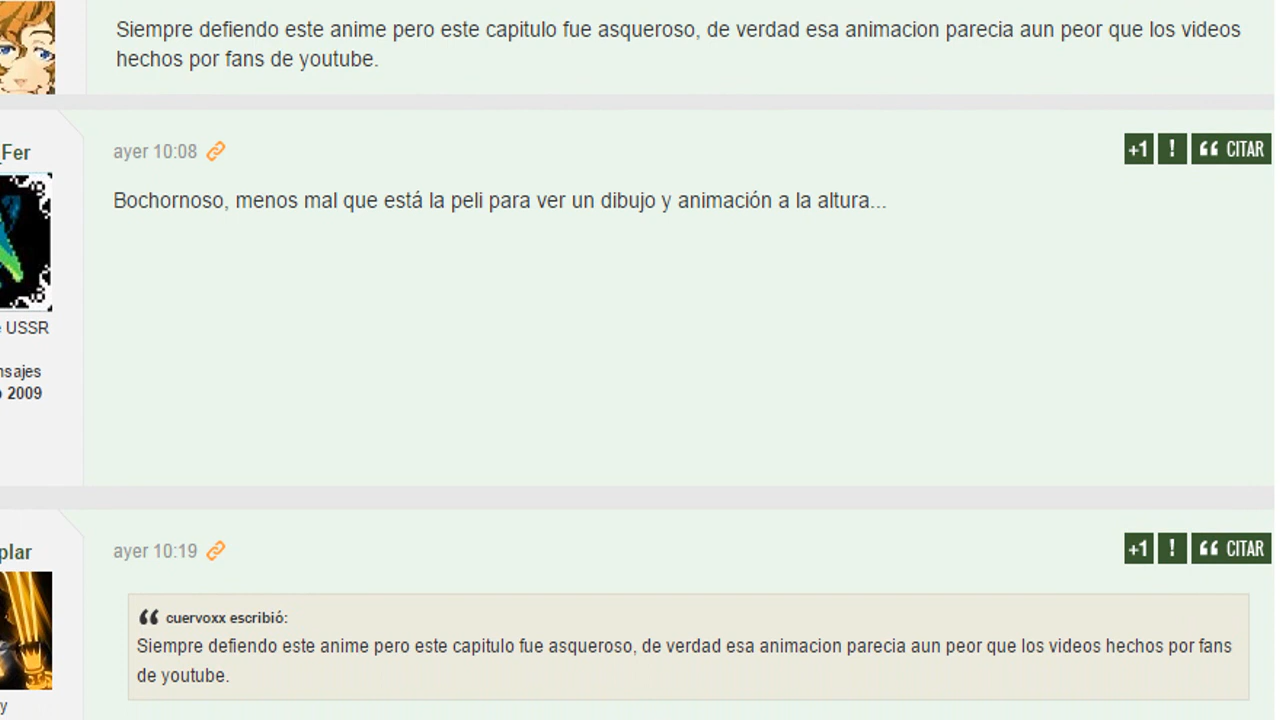 Siempre defiendo este anime pero este capitulo fue asqueroso, de verdad esa animacion parecia aun peor que los videos
hechos por fans de youtube.
_Fer
ayer 10:08
+1 ! CITAR
Bochornoso, menos mal que está la peli para ver un dibujo y animación a la altura...
USSR
nsajes
2009
plar
ayer 10:19
+1 ! CITAR
cuervoxx escribió:
Siempre defiendo este anime pero este capitulo fue asqueroso, de verdad esa animacion parecia aun peor que los videos hechos por fans
de youtube.
y